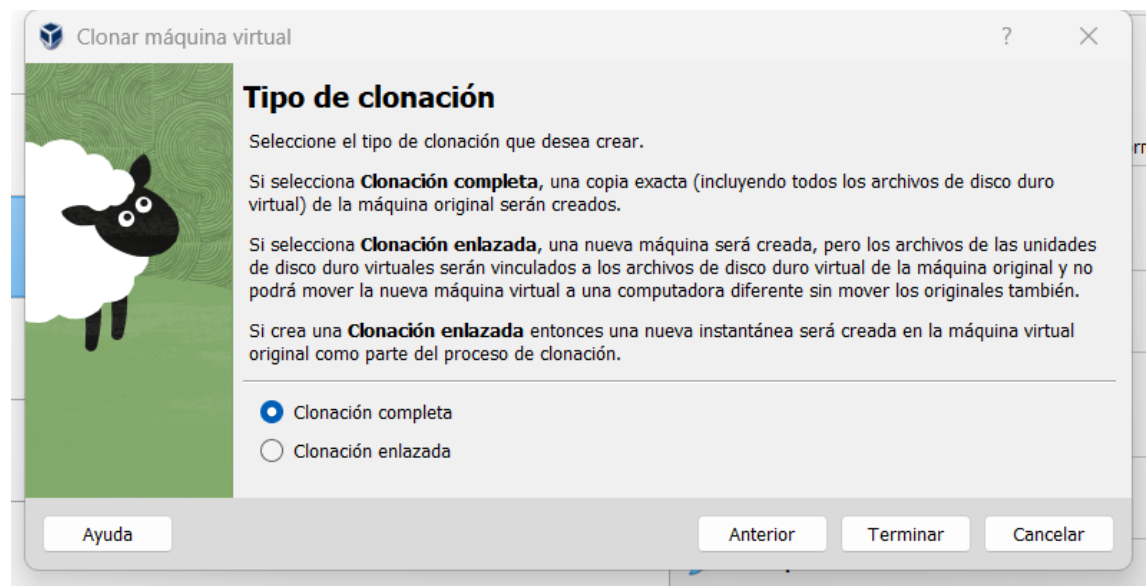 Clonar máquina virtual
?
Tipo de clonación
Seleccione el tipo de clonación que desea crear.
Si selecciona Clonación completa, una copia exacta (incluyendo todos los archivos de disco duro
virtual) de la máquina original serán creados.
Si selecciona Clonación enlazada, una nueva máquina será creada, pero los archivos de las unidades
de disco duro virtuales serán vinculados a los archivos de disco duro virtual de la máquina original y no
podrá mover la nueva máquina virtual a una computadora diferente sin mover los originales también.
Si crea una Clonación enlazada entonces una nueva instantánea será creada en la máquina virtual
original como parte del proceso de clonación.
Clonación completa
Clonación enlazada
Ayuda
Anterior
Terminar
Cancelar